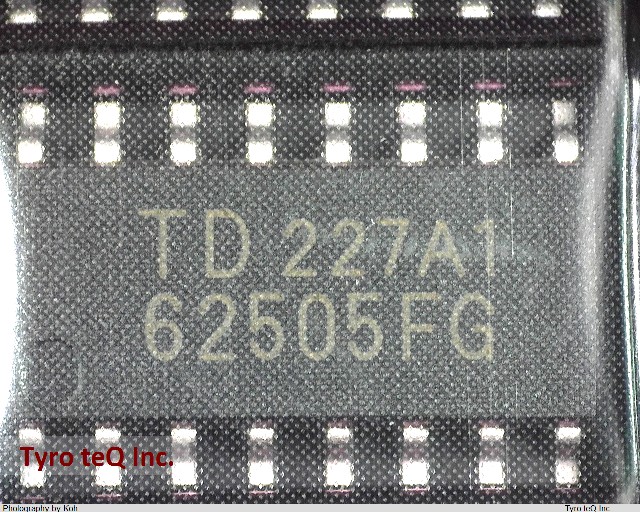 TD 227A1
62505FG
Tyro teQ Inc.
Photography by Koh
Tyro teQ Inc.